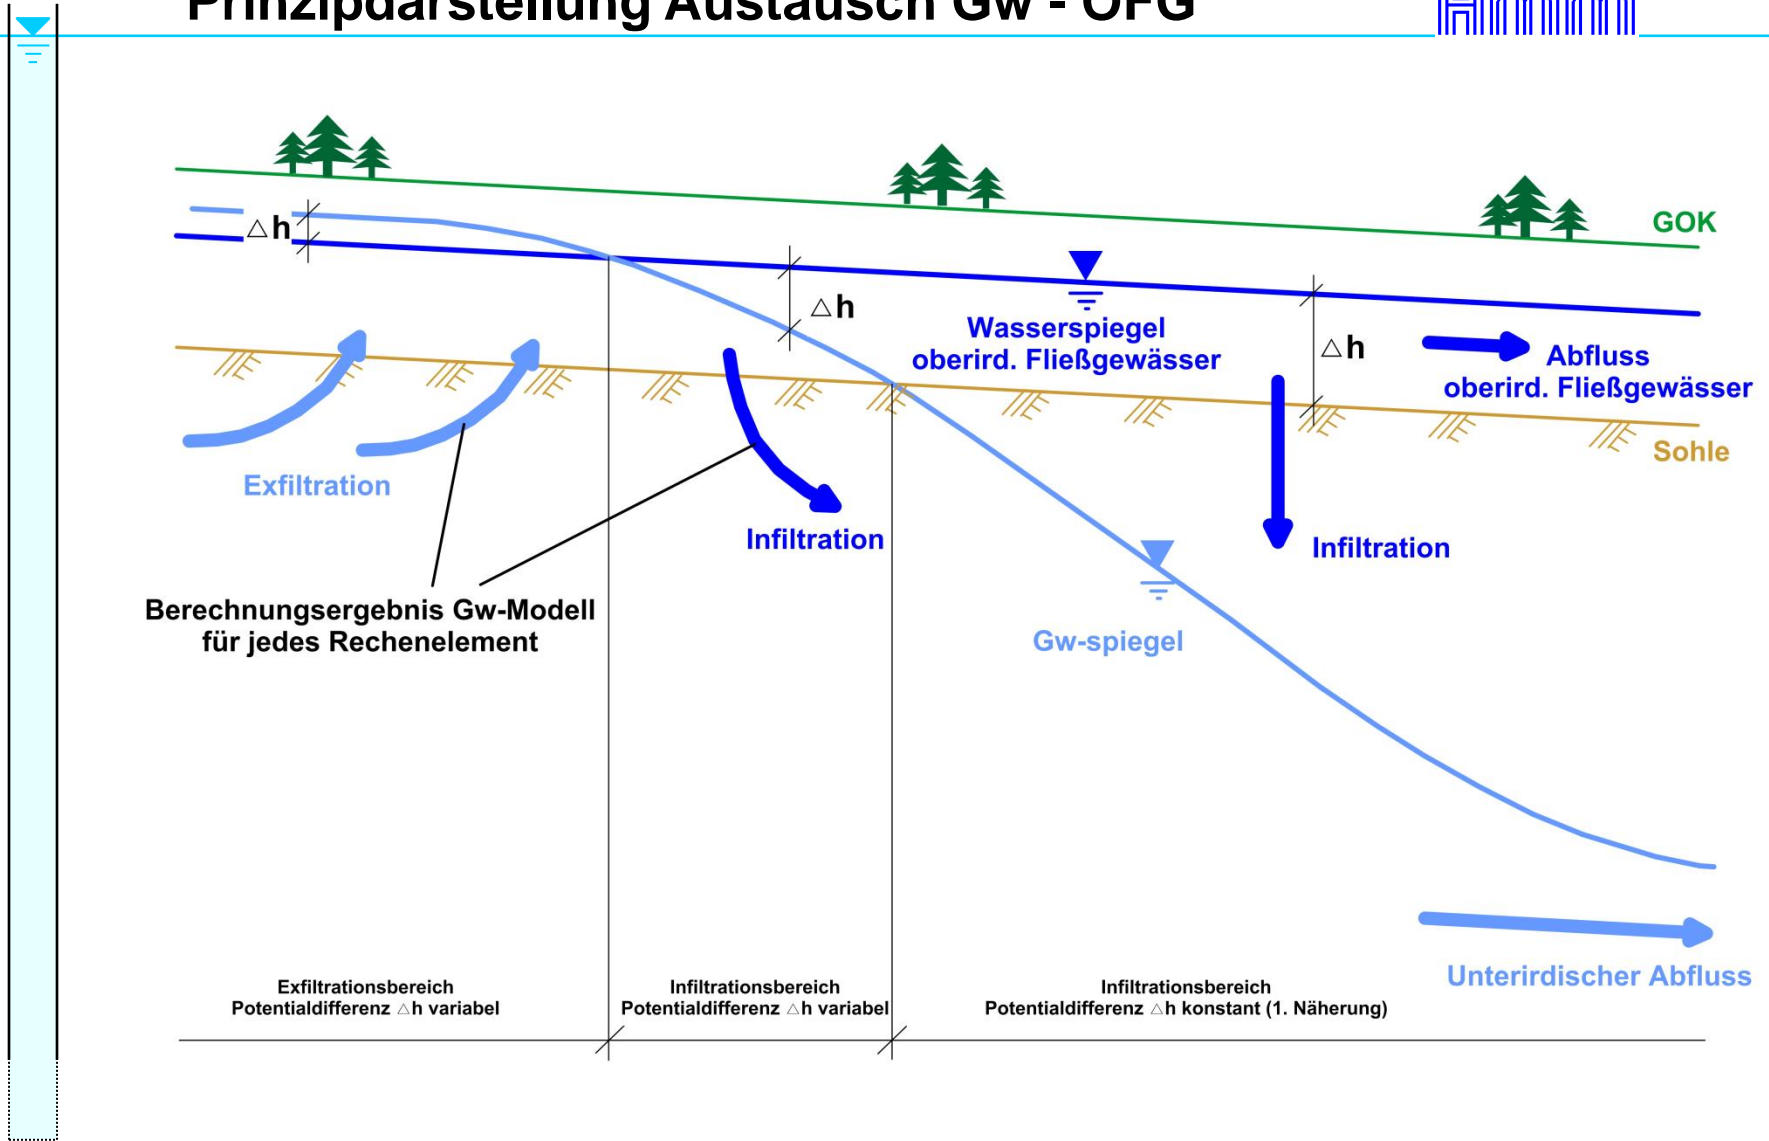 Prinzipdarstellung Austausch Gw - OFG
GOK
△h
△h
Wasserspiegel
oberird. Fließgewässer
△h
Abfluss
oberird. Fließgewässer
Sohle
Exfiltration
Infiltration
Infiltration
Berechnungsergebnis Gw-Modell
für jedes Rechenelement
Gw-spiegel
Unterirdischer Abfluss
Exfiltrationsbereich
Potentialdifferenz △h variabel
Infiltrationsbereich
Potentialdifferenz △h variabel
Infiltrationsbereich
Potentialdifferenz △h konstant (1. Näherung)